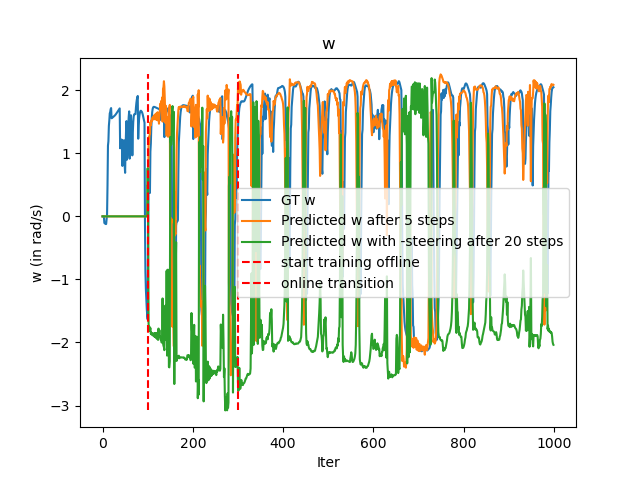 w
w (in rad/s)
2
1
0
−1
−2
−3
GT w
Predicted w after 5 steps
Predicted w with -steering after 20 steps
start training offline
online transition
0 200 400 600 800 1000
Iter